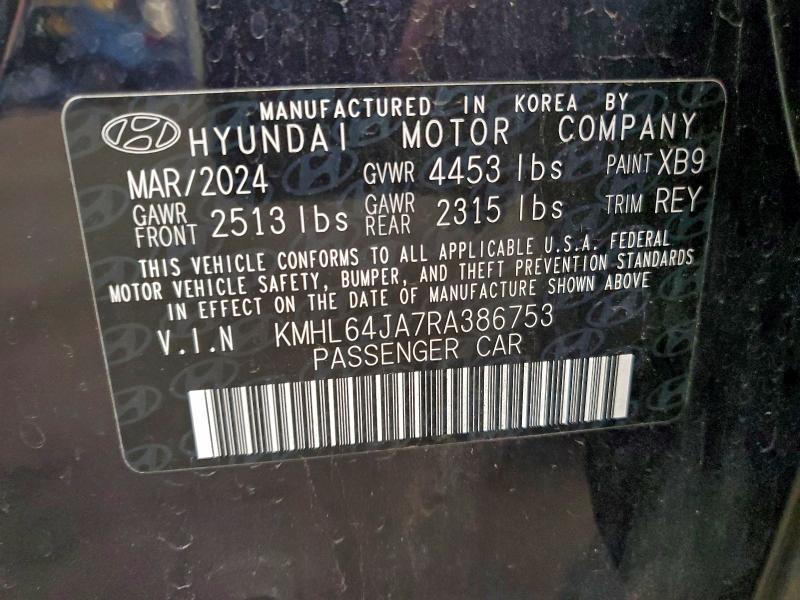 MANUFACTURED IN KOREA BY
HYUNDAI MOTOR COMPANY
MAR/2024 GVWR 4453 lbs PAINT XB9
GAWR FRONT 2513 lbs GAWR REAR 2315 lbs TRIM REY
THIS VEHICLE CONFORMS TO ALL APPLICABLE U.S.A. FEDERAL
MOTOR VEHICLE SAFETY, BUMPER, AND THEFT PREVENTION STANDARDS
IN EFFECT ON THE DATE OF MANUFACTURE SHOWN ABOVE
V.I.N KMHL64JA7RA386753
PASSENGER CAR